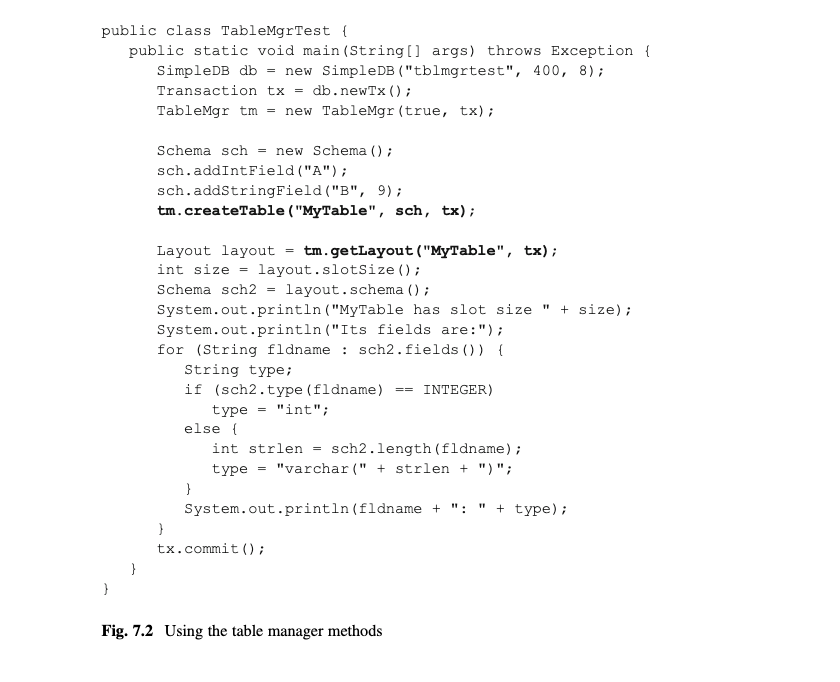 public class TableMgrTest {
   public static void main(String[] args) throws Exception {
      SimpleDB db = new SimpleDB("tblmgrtest", 400, 8);
      Transaction tx = db.newTx();
      TableMgr tm = new TableMgr(true, tx);

      Schema sch = new Schema();
      sch.addIntField("A");
      sch.addStringField("B", 9);
      tm.createTable("MyTable", sch, tx);

      Layout layout = tm.getLayout("MyTable", tx);
      int size = layout.slotSize();
      Schema sch2 = layout.schema();
      System.out.println("MyTable has slot size " + size);
      System.out.println("Its fields are:");
      for (String fldname : sch2.fields()) {
         String type;
         if (sch2.type(fldname) == INTEGER)
            type = "int";
         else {
            int strlen = sch2.length(fldname);
            type = "varchar(" + strlen + ")";
         }
         System.out.println(fldname + ": " + type);
      }
      tx.commit();
   }
}
Fig. 7.2 Using the table manager methods